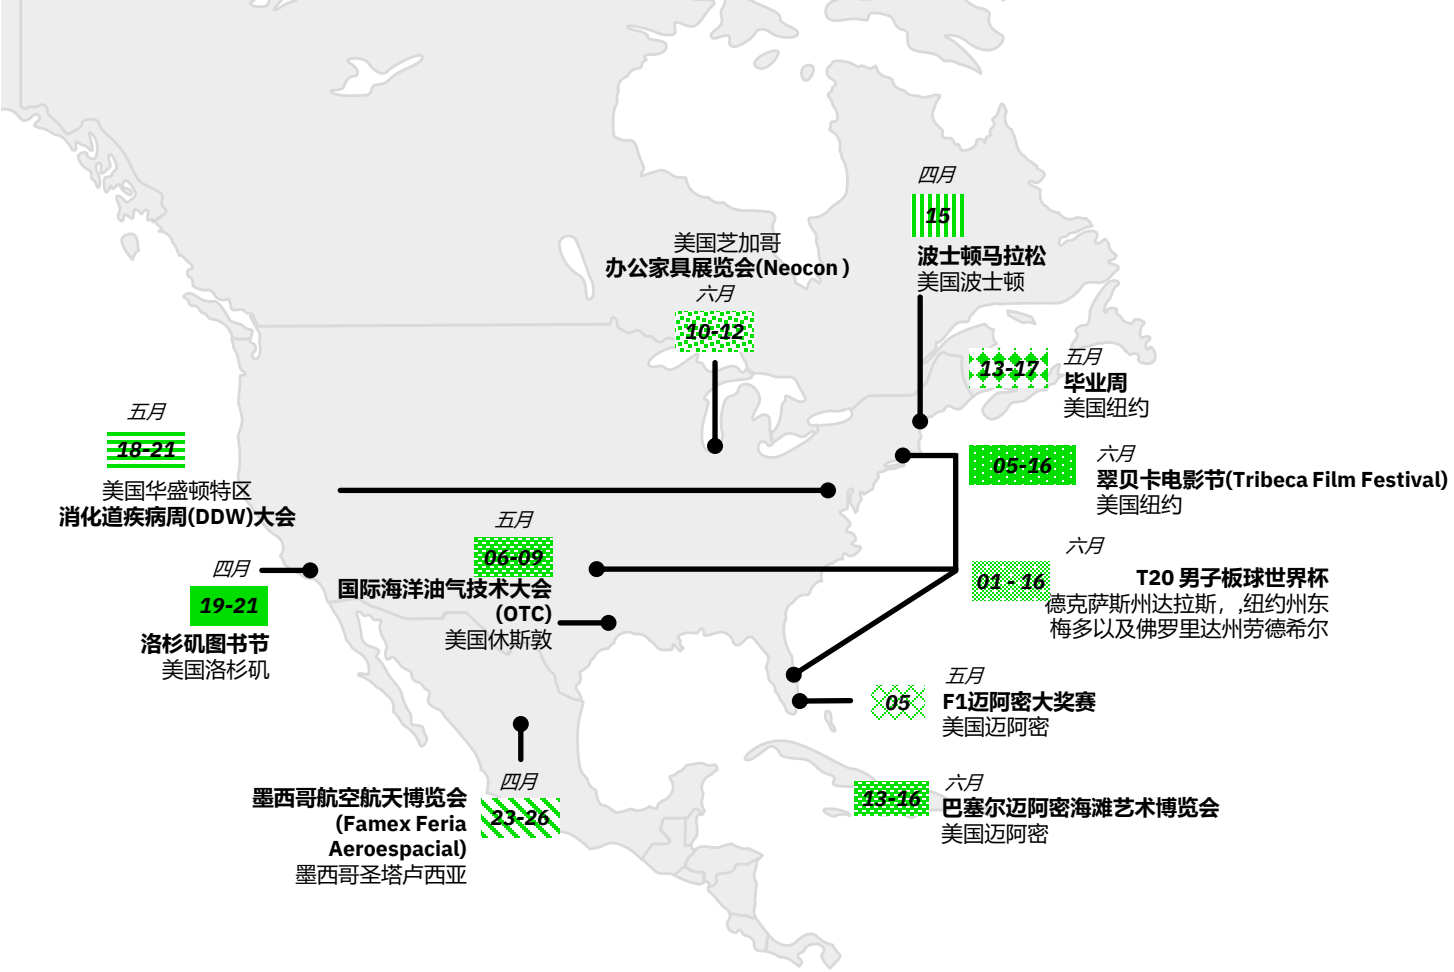 四月
15
波士顿马拉松
美国波士顿
美国芝加哥
办公家具展览会(Neocon )
六月
10-12
五月
13-17
毕业周
美国纽约
五月
18-21
美国华盛顿特区
消化道疾病周(DDW)大会
六月
05-16
翠贝卡电影节(Tribeca Film Festival)
美国纽约
五月
06-09
国际海洋油气技术大会
(OTC)
美国休斯敦
六月
01 - 16
T20 男子板球世界杯
德克萨斯州达拉斯，,纽约州东
梅多以及佛罗里达州劳德希尔
四月
19-21
洛杉矶图书节
美国洛杉矶
五月
05
F1迈阿密大奖赛
美国迈阿密
四月
23-26
墨西哥航空航天博览会
(Famex Feria
Aeroespacial)
墨西哥圣塔卢西亚
六月
13-16
巴塞尔迈阿密海滩艺术博览会
美国迈阿密